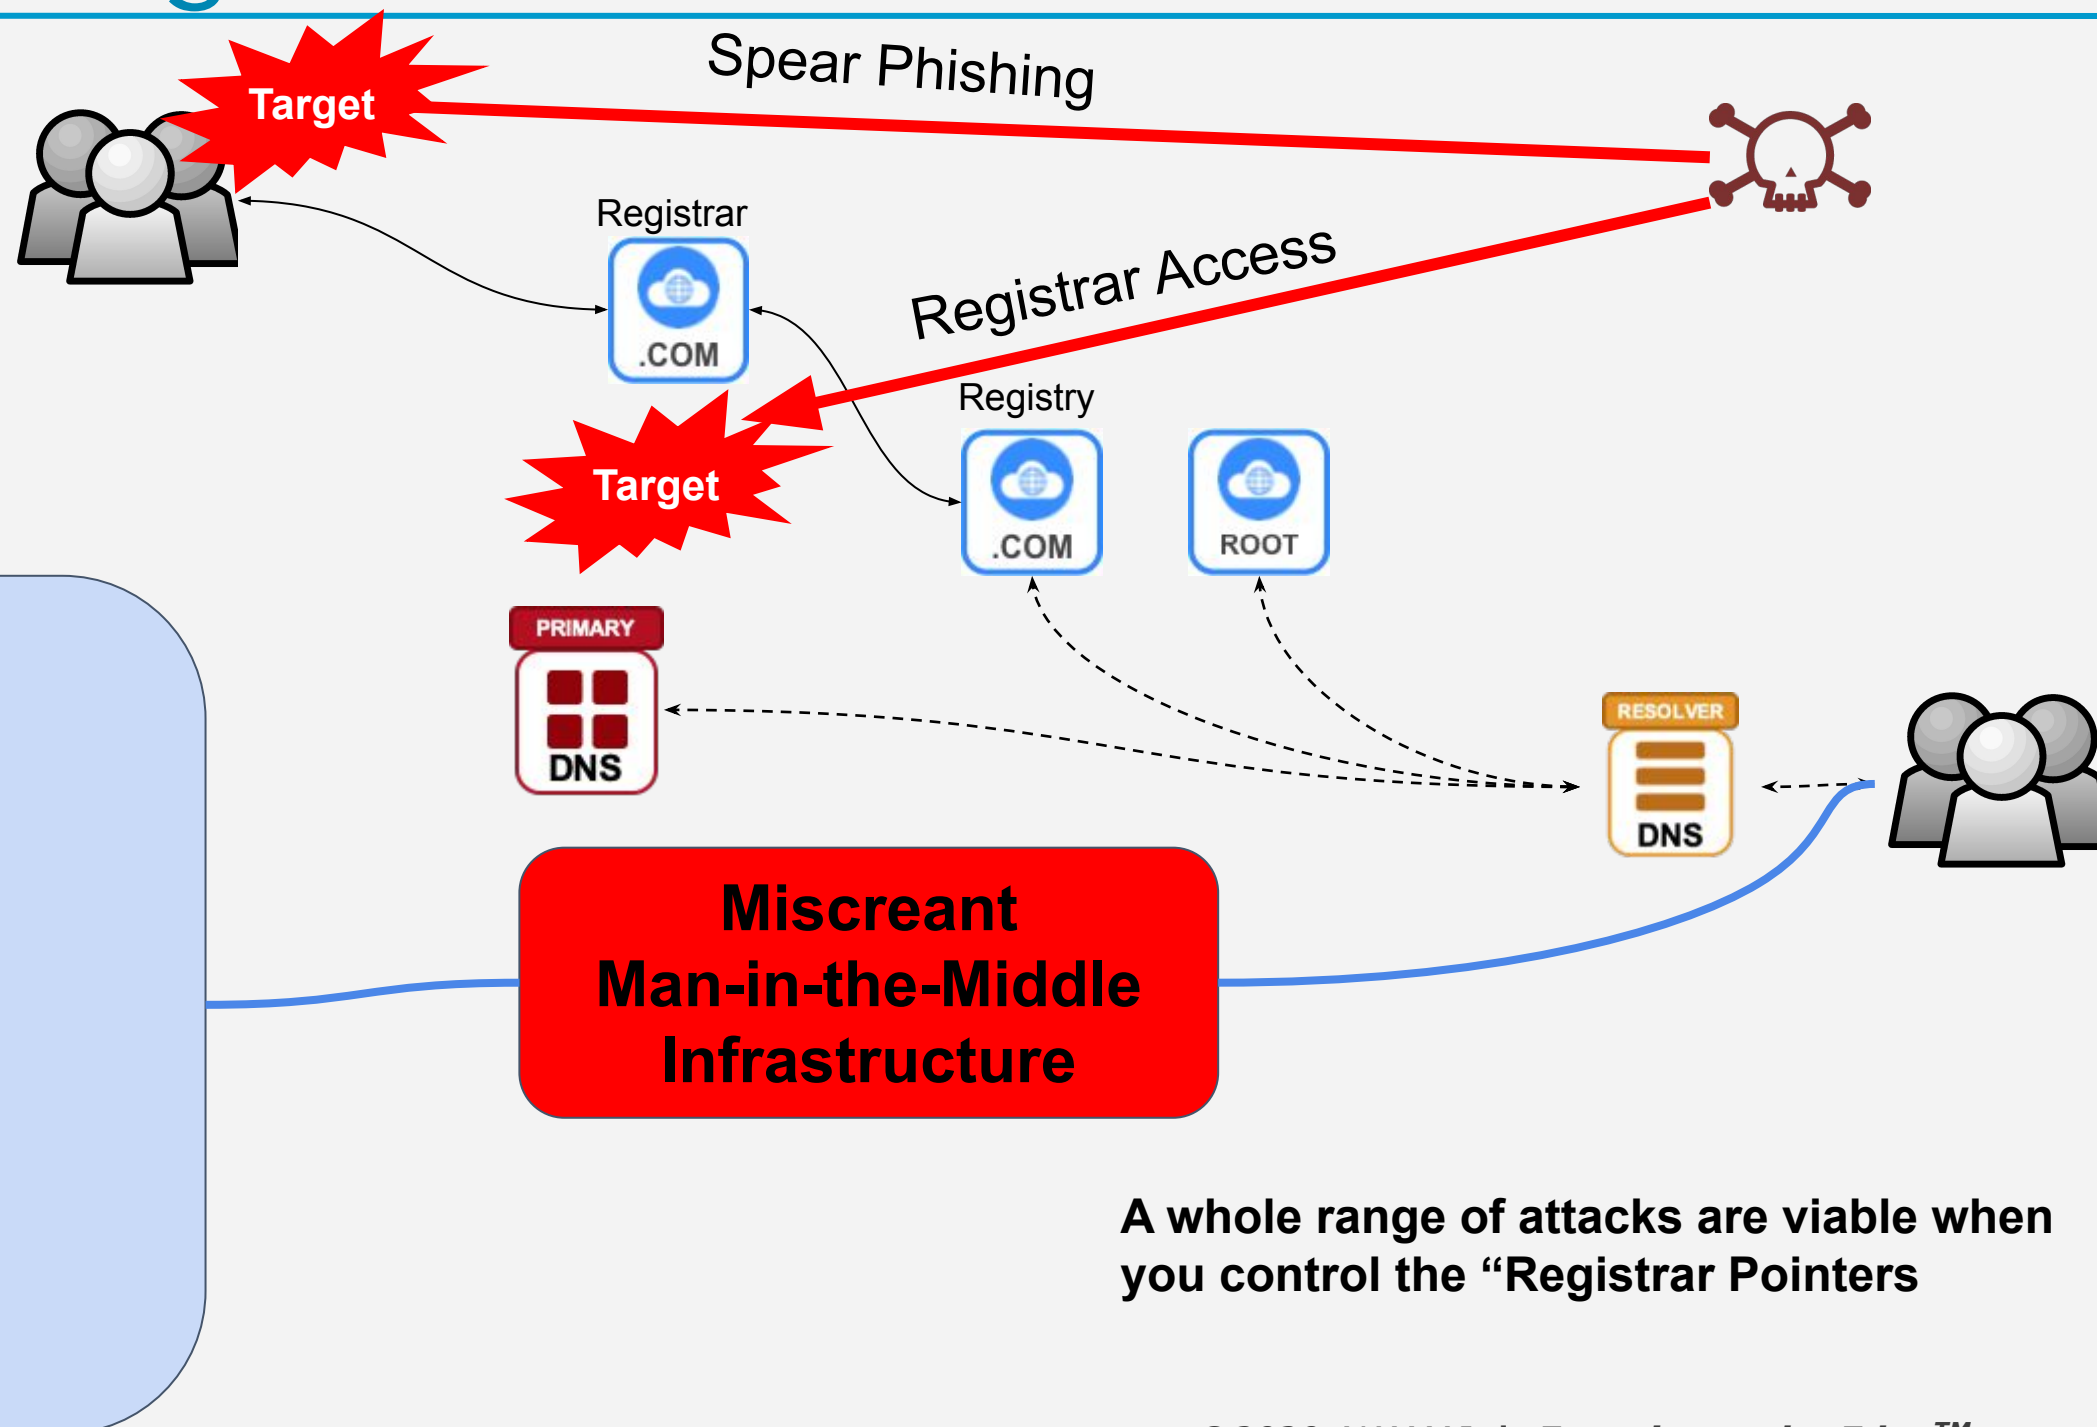 Spear Phishing
Target
Registrar
.COM
Registrar Access
Registry
.COM
ROOT
Target
PRIMARY
DNS
RESOLVER
DNS
Miscreant
Man-in-the-Middle
Infrastructure
A whole range of attacks are viable when
you control the “Registrar Pointers